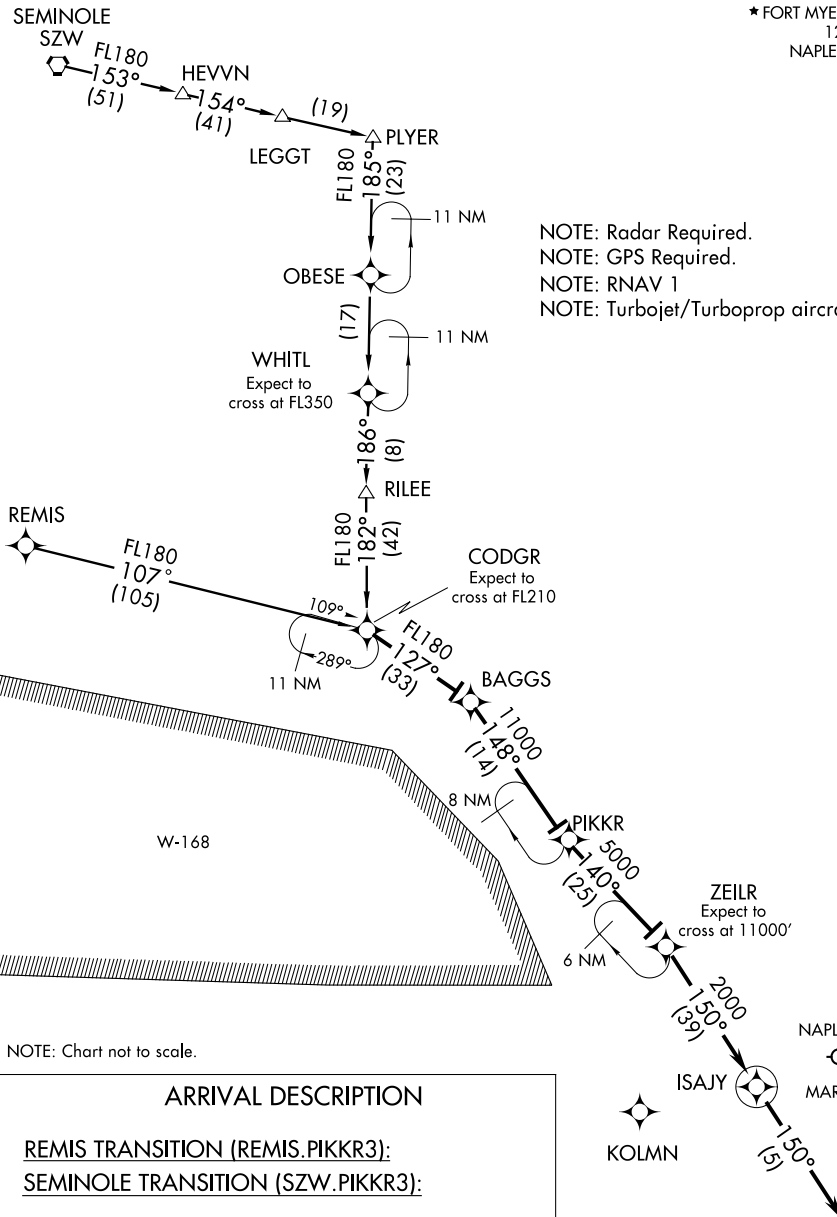 SEMINOLE
SZW
FL180
153°
(51)
HEVVN
154°
(41)
LEGGT
(19)
PLYER
FL180
185°
(23)
11 NM
OBESE
(17)
11 NM
WHITL
Expect to
cross at FL350
186°
(8)
RILEE
FL180
182°
(42)
REMIS
FL180
107°
(105)
CODGR
Expect to
cross at FL210
109°
289°
11 NM
FL180
127°
(33)
BAGGS
11000
148°
(14)
8 NM
PIKKR
5000
140°
(25)
6 NM
ZEILR
Expect to
cross at 11000'
2000
150°
(39)
ISAJY
150°
(5)
KOLMN
W-168
★ FORT MYE
12
NAPLE
NOTE: Radar Required.
NOTE: GPS Required.
NOTE: RNAV 1
NOTE: Turbojet/Turboprop aircra
NAPL
MAR
NOTE: Chart not to scale.
ARRIVAL DESCRIPTION
REMIS TRANSITION (REMIS.PIKKR3):
SEMINOLE TRANSITION (SZW.PIKKR3):